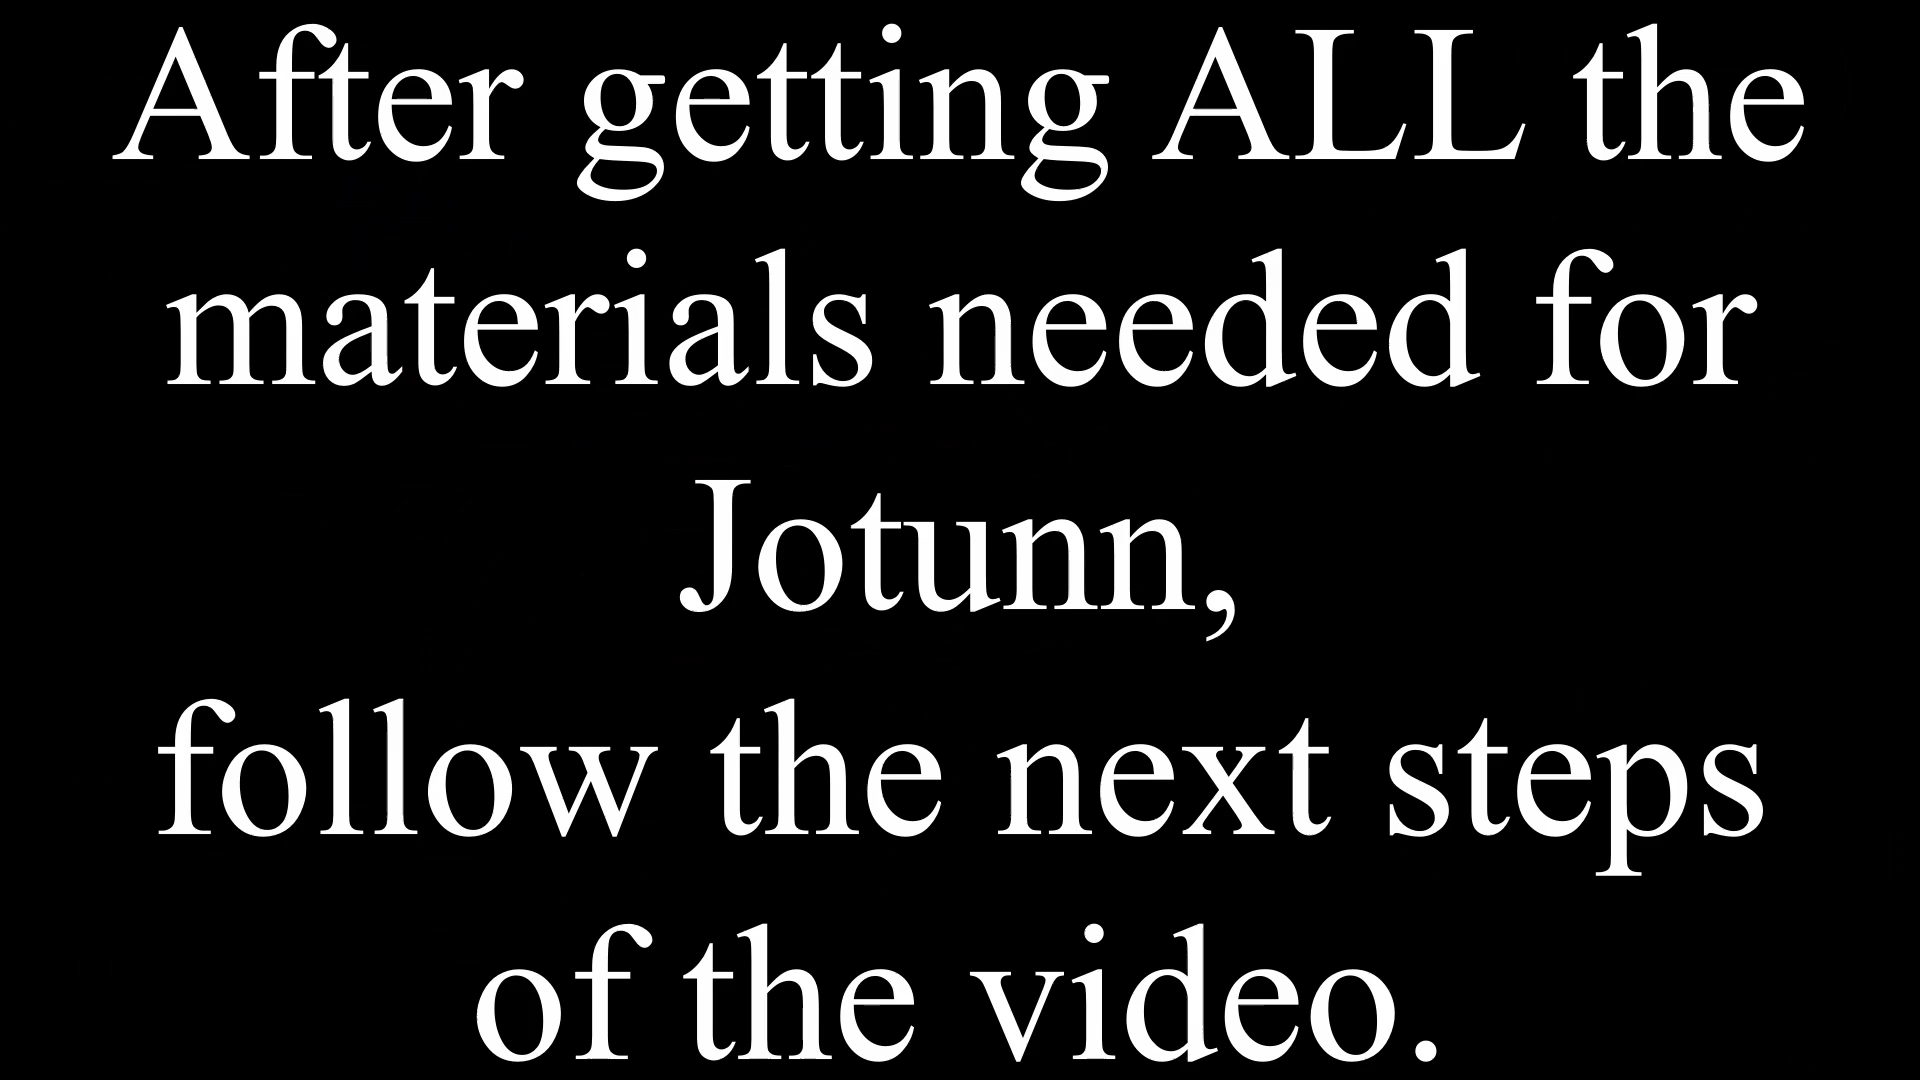 After getting ALL the
materials needed for
Jotunn,
follow the next steps
of the video.